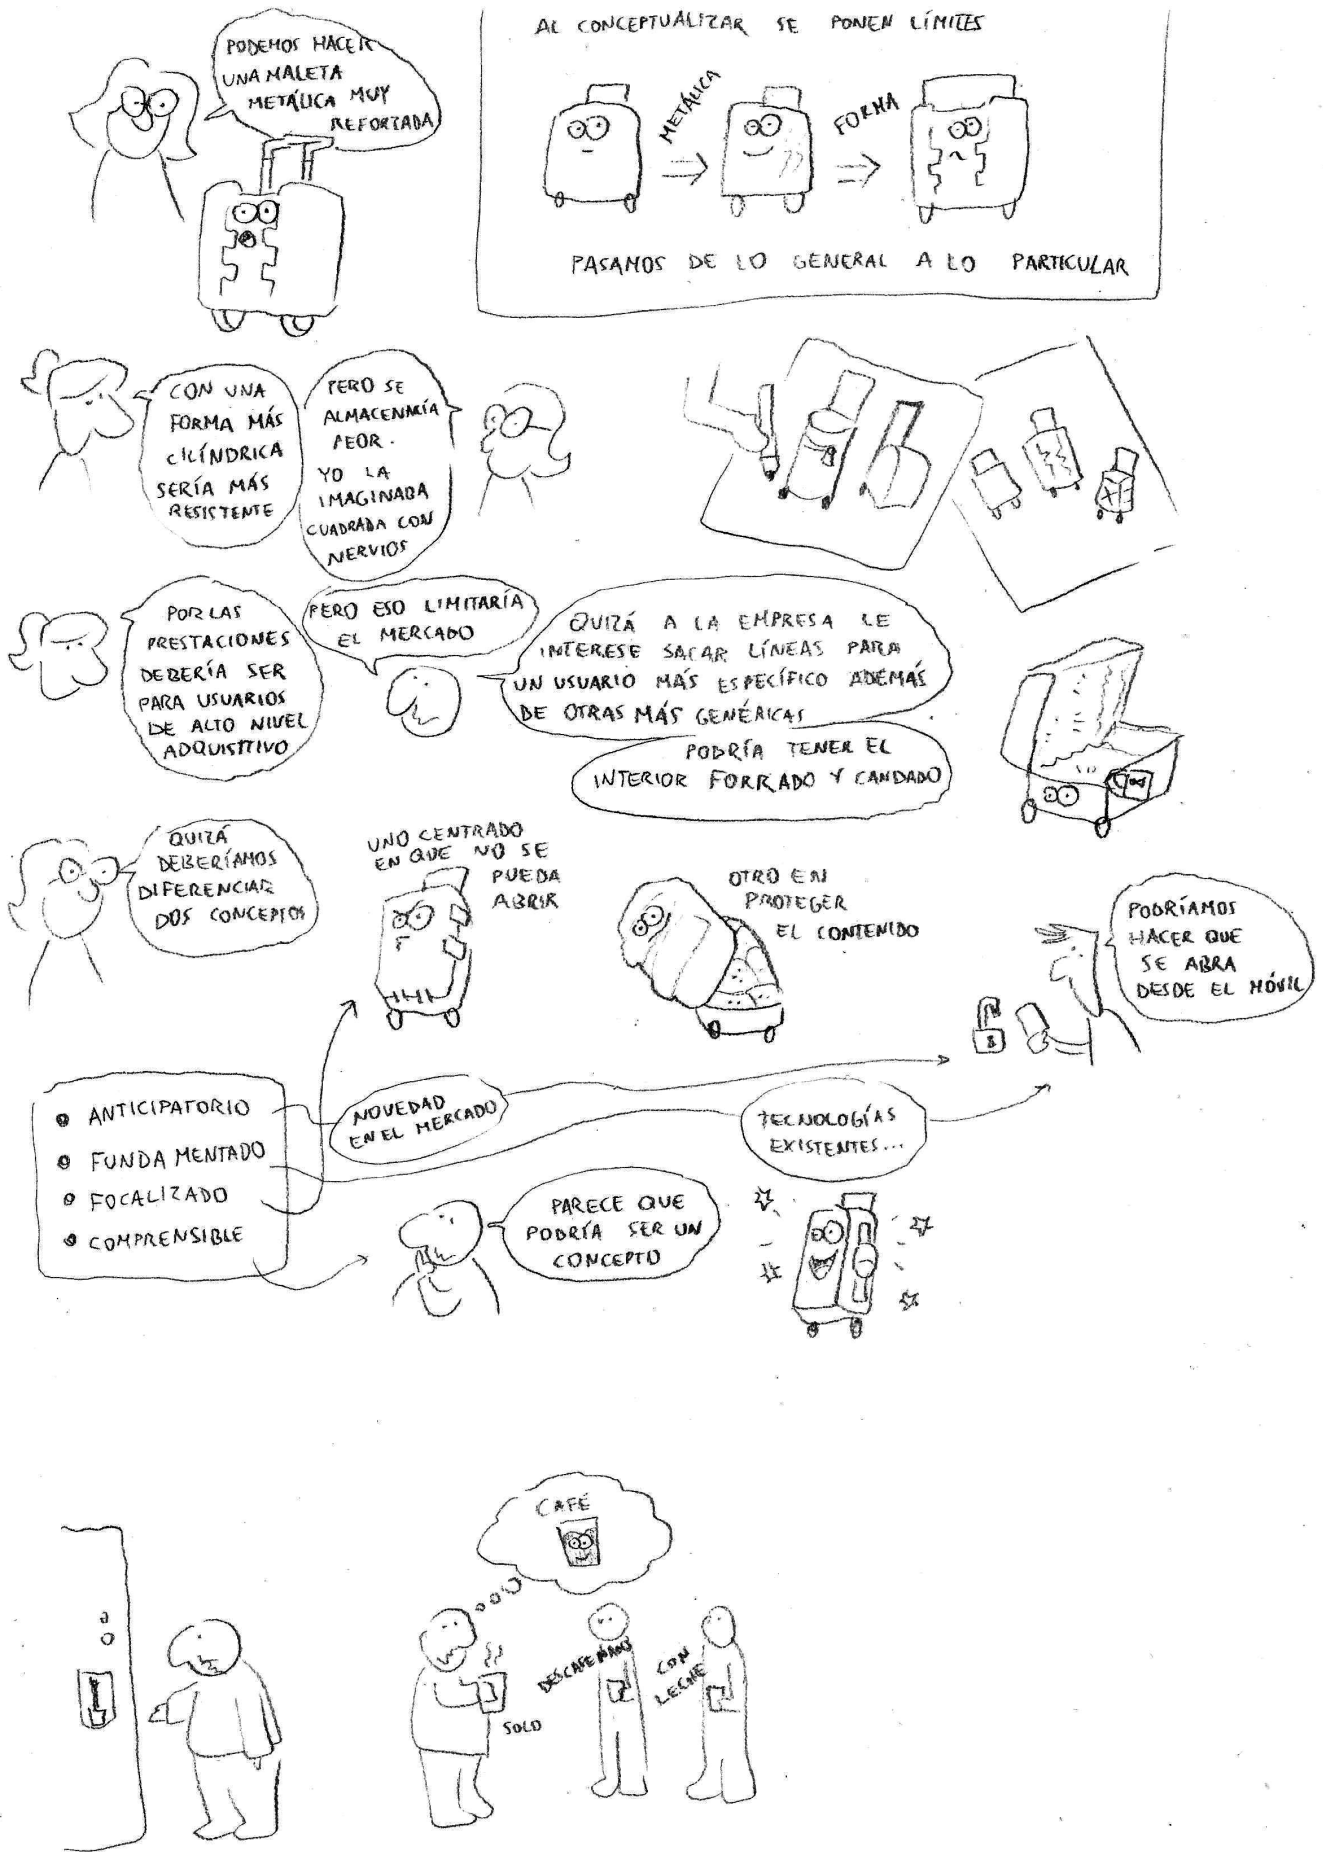 PODEMOS HACER
UNA MALETA
METÁLICA MUY
REFORZADA
AL CONCEPTUALIZAR SE PONEN LÍMITES
METÁLICA
FORMA
PASAMOS DE LO GENERAL A LO PARTICULAR
CON UNA
FORMA MÁS
CILÍNDRICA
SERÍA MÁS
RESISTENTE
PERO SE
ALMACENARÍA
PEOR.
YO LA
IMAGINABA
CUADRADA CON
NERVIOS
POR LAS
PRESTACIONES
DEBERÍA SER
PARA USUARIOS
DE ALTO NIVEL
ADQUISITIVO
PERO ESO LIMITARÍA
EL MERCADO
QUIZÁ A LA EMPRESA LE
INTERESE SACAR LÍNEAS PARA
UN USUARIO MÁS ESPECÍFICO ADEMÁS
DE OTRAS MÁS GENÉRICAS
PODRÍA TENER EL
INTERIOR FORRADO Y CANDADO
QUIZÁ
DEBERÍAMOS
DIFERENCIAR
DOS CONCEPTOS
UNO CENTRADO
EN QUE NO SE
PUEDA
ABRIR
OTRO EN
PROTEGER
EL CONTENIDO
PODRÍAMOS
HACER QUE
SE ABRA
DESDE EL MÓVIL
ANTICIPATORIO
FUNDAMENTADO
FOCALIZADO
COMPRENSIBLE
NOVEDAD
EN EL MERCADO
TECNOLOGÍAS
EXISTENTES...
PARECE QUE
PODRÍA SER UN
CONCEPTO
CAFÉ
SOLO
DESCAFEINADO
CON
LECHE